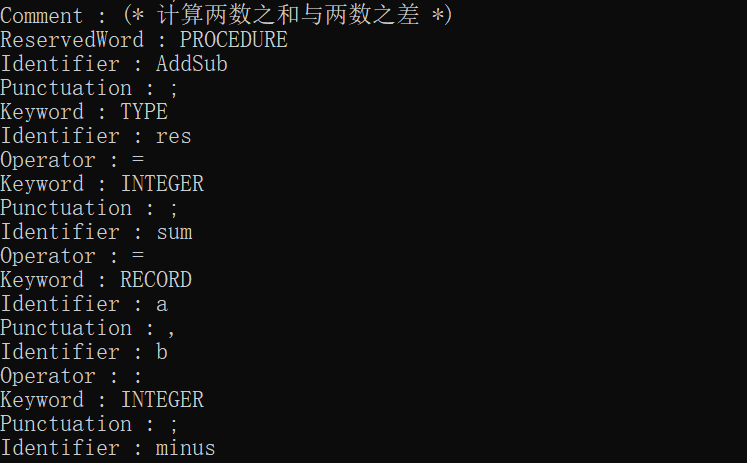 Comment : (* 计算两数之和与两数之差 *)
ReservedWord : PROCEDURE
Identifier : AddSub
Punctuation : ;
Keyword : TYPE
Identifier : res
Operator : =
Keyword : INTEGER
Punctuation : ;
Identifier : sum
Operator : =
Keyword : RECORD
Identifier : a
Punctuation : ,
Identifier : b
Operator : :
Keyword : INTEGER
Punctuation : ;
Identifier : minus